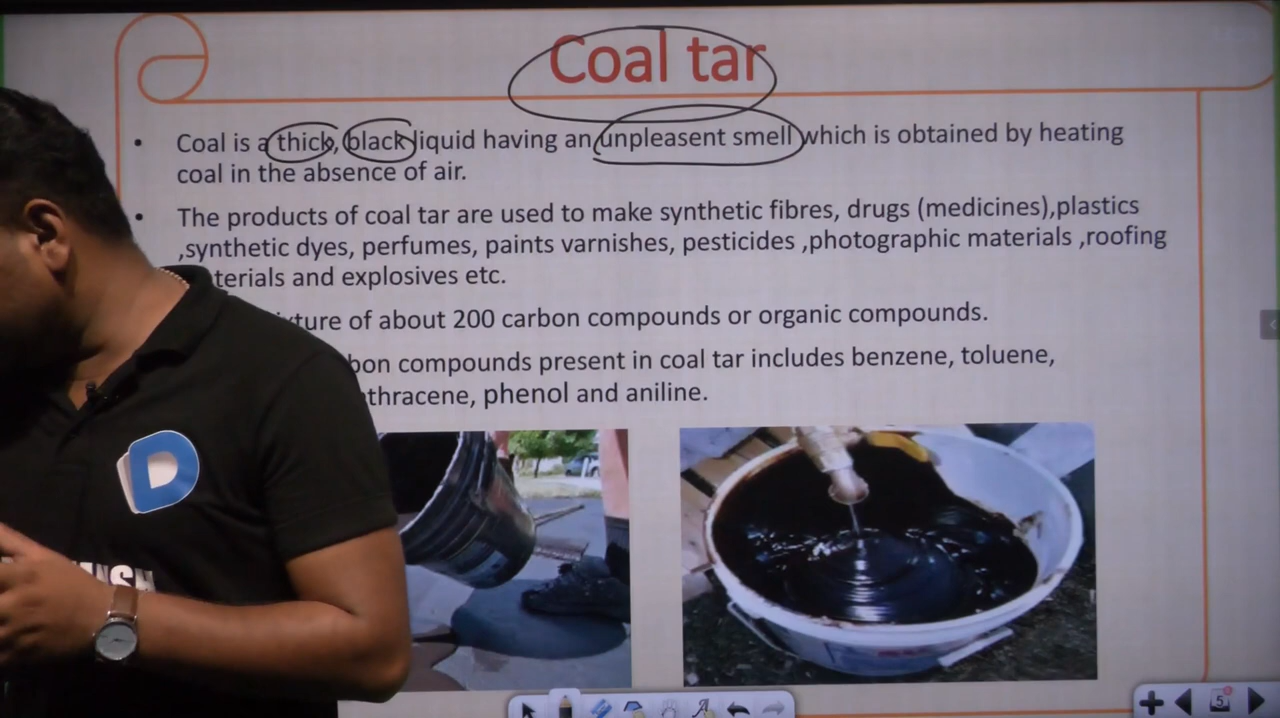 Coal tar
• Coal is a thick, black liquid having an unpleasent smell which is obtained by heating
coal in the absence of air.
• The products of coal tar are used to make synthetic fibres, drugs (medicines),plastics
,synthetic dyes, perfumes, paints varnishes, pesticides ,photographic materials ,roofing
terials and explosives etc.
xture of about 200 carbon compounds or organic compounds.
bon compounds present in coal tar includes benzene, toluene,
thracene, phenol and aniline.
D
5